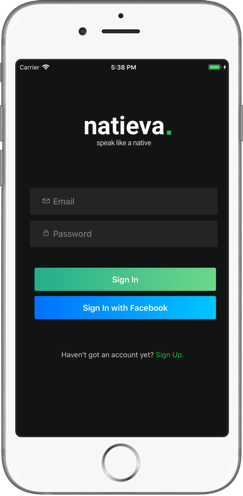 Carrier 5:38 PM
natieva.
speak like a native
Email
Password
Sign In
Sign In with Facebook
Haven't got an account yet? Sign Up.